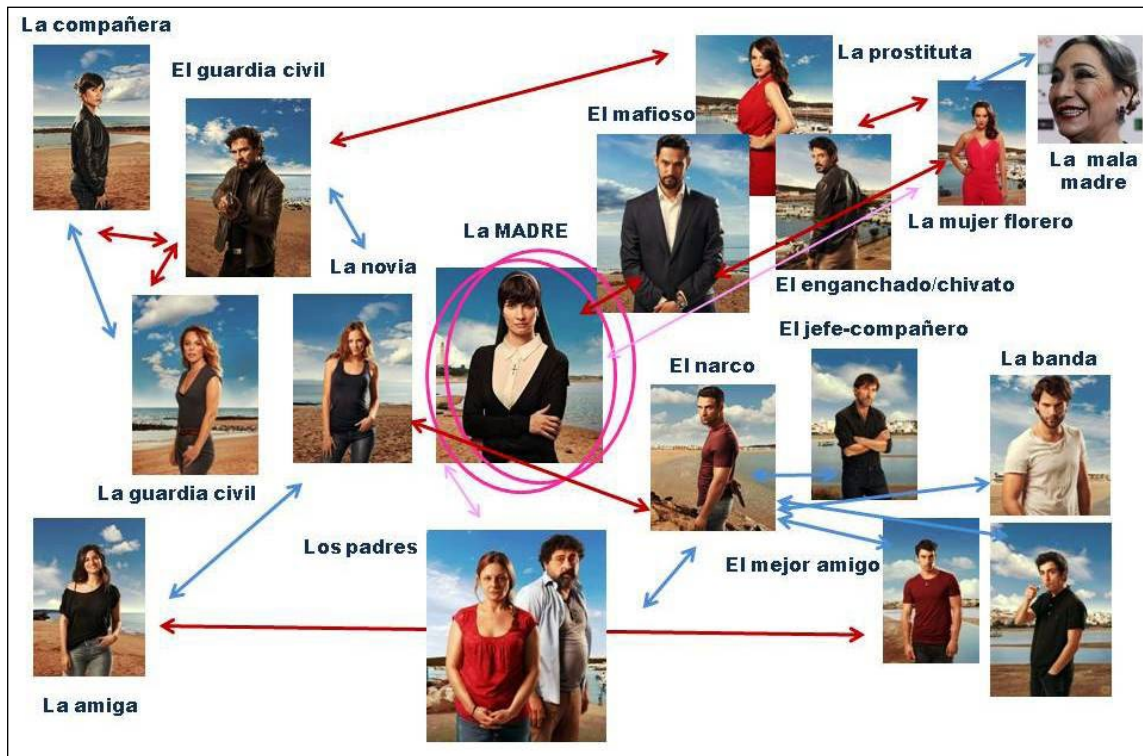 La compañera
El guardia civil
La prostituta
El mafioso
La mala
madre
La MADRE
La mujer florero
La novia
El enganchado/chivato
El jefe-compañero
El narco
La banda
La guardia civil
Los padres
El mejor amigo
La amiga